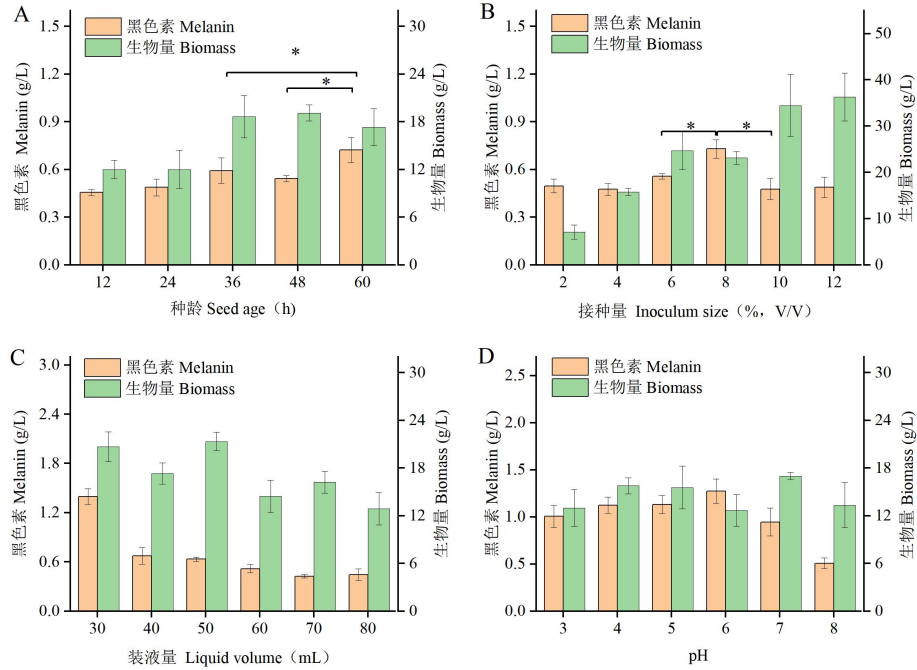 A
黑色素 Melanin
生物量 Biomass
黑色素 Melanin (g/L)
1.5
1.2
0.9
0.6
0.3
0.0
*
*
30
24
18
12
6
0
生物量 Biomass (g/L)
12 24 36 48 60
种龄 Seed age（h）
B
黑色素 Melanin
生物量 Biomass
黑色素 Melanin (g/L)
1.5
1.2
0.9
0.6
0.3
0.0
* *
50
40
30
20
10
0
生物量 Biomass (g/L)
2 4 6 8 10 12
接种量 Inoculum size（%，V/V）
C
黑色素 Melanin
生物量 Biomass
黑色素 Melanin (g/L)
3.0
2.4
1.8
1.2
0.6
0.0
30
24
18
12
6
0
生物量 Biomass (g/L)
30 40 50 60 70 80
装液量 Liquid volume（mL）
D
黑色素 Melanin
生物量 Biomass
黑色素 Melanin (g/L)
2.5
2.0
1.5
1.0
0.5
0.0
30
24
18
12
6
0
生物量 Biomass (g/L)
3 4 5 6 7 8
pH